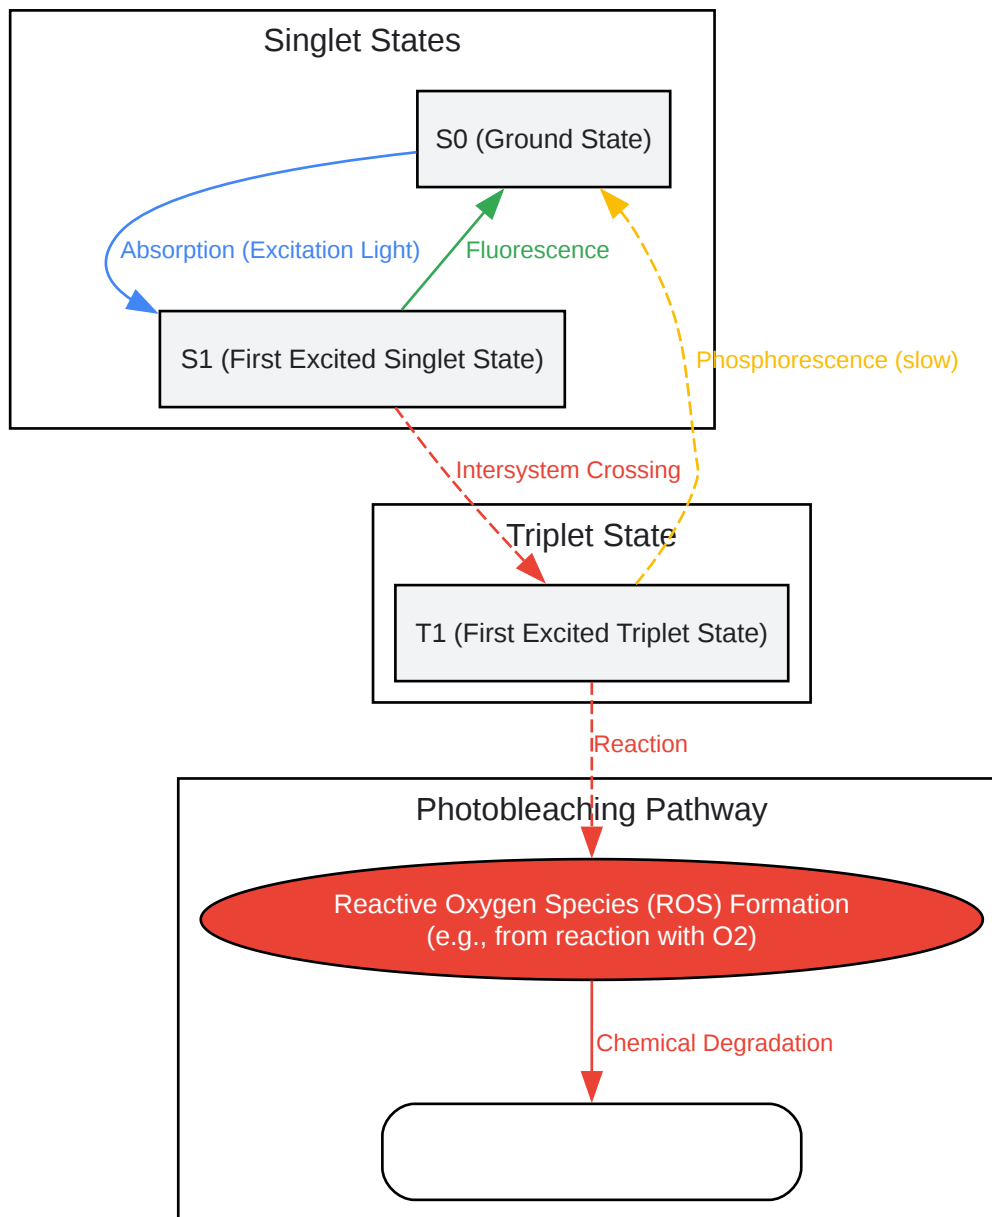 Singlet States
S0 (Ground State)
Absorption (Excitation Light)
Fluorescence
S1 (First Excited Singlet State)
Phosphorescence (slow)
Intersystem Crossing
Triplet State
T1 (First Excited Triplet State)
Reaction
Photobleaching Pathway
Reactive Oxygen Species (ROS) Formation
(e.g., from reaction with O2)
Chemical Degradation